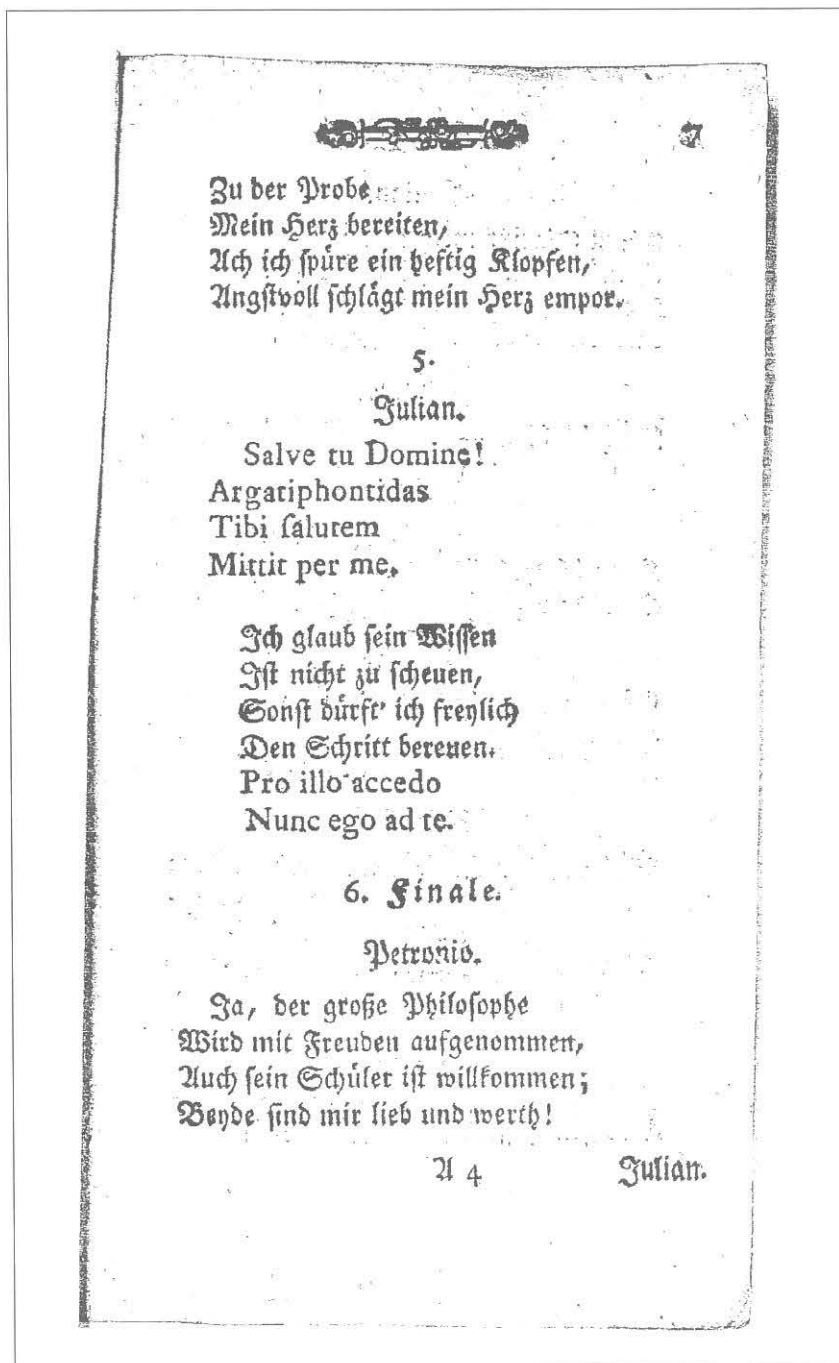 7
Zu der Probe
Mein Herz bereiten,
Ach ich spüre ein heftig Klopfen,
Angstvoll schlägt mein Herz empor.
5.
Julian.
Salve tu Domine!
Argatiphontidas
Tibi ſalutem
Mittit per me.
Ich glaub ſein Wiſſen
Iſt nicht zu ſcheuen,
Sonſt dürft' ich freylich
Den Schritt bereuen.
Pro illo accedo
Nunc ego ad te.
6. Finale.
Petronio.
Ja, der große Philoſophe
Wird mit Freuden aufgenommen,
Auch ſein Schüler iſt willkommen;
Beyde ſind mir lieb und werth!
A 4 Julian.